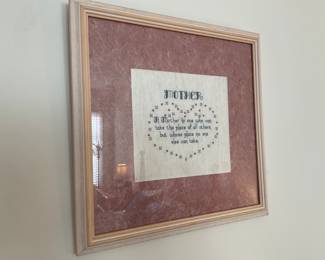 MOTHER
A Mother is one who can
take the place of all others,
but whose place no one
else can take.